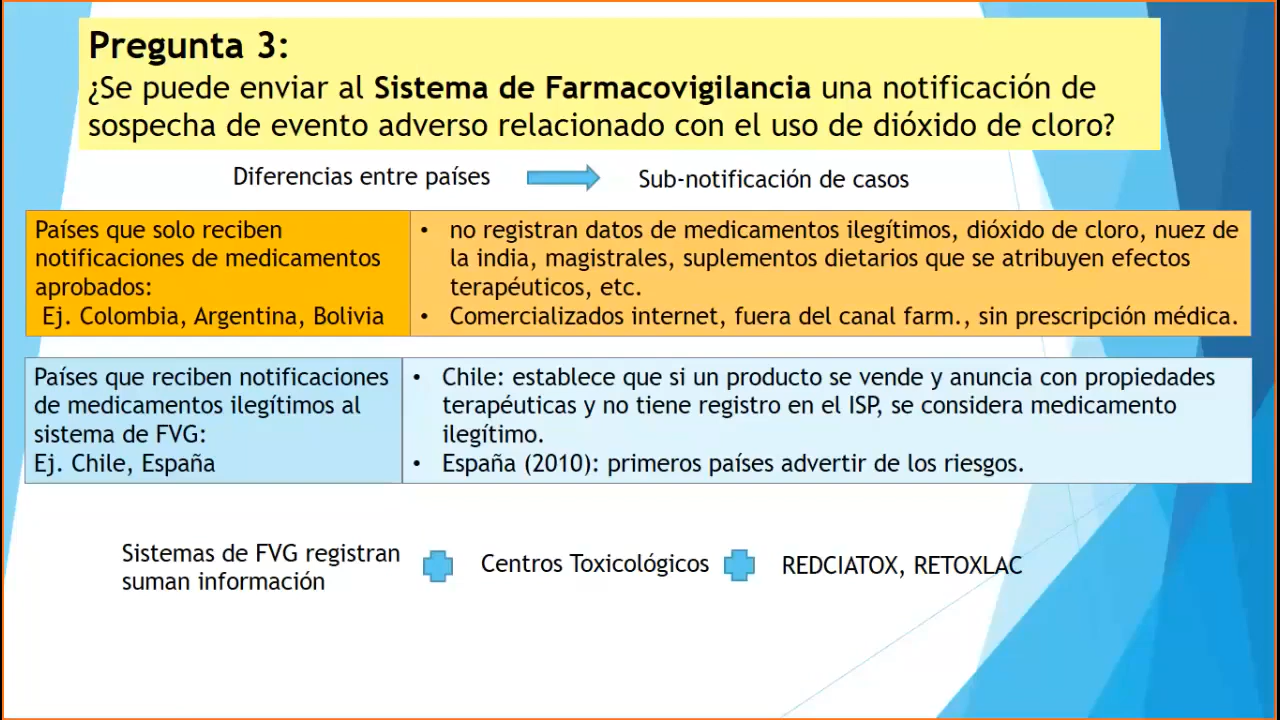 Pregunta 3:
¿Se puede enviar al Sistema de Farmacovigilancia una notificación de
sospecha de evento adverso relacionado con el uso de dióxido de cloro?
Diferencias entre países
Sub-notificación de casos
Países que solo reciben
notificaciones de medicamentos
aprobados:
Ej. Colombia, Argentina, Bolivia
• no registran datos de medicamentos ilegítimos, dióxido de cloro, nuez de
la india, magistrales, suplementos dietarios que se atribuyen efectos
terapéuticos, etc.
• Comercializados internet, fuera del canal farm., sin prescripción médica.
Países que reciben notificaciones
de medicamentos ilegítimos al
sistema de FVG:
Ej. Chile, España
• Chile: establece que si un producto se vende y anuncia con propiedades
terapéuticas y no tiene registro en el ISP, se considera medicamento
ilegítimo.
• España (2010): primeros países advertir de los riesgos.
Sistemas de FVG registran
suman información
Centros Toxicológicos
REDCIATOX, RETOXLAC